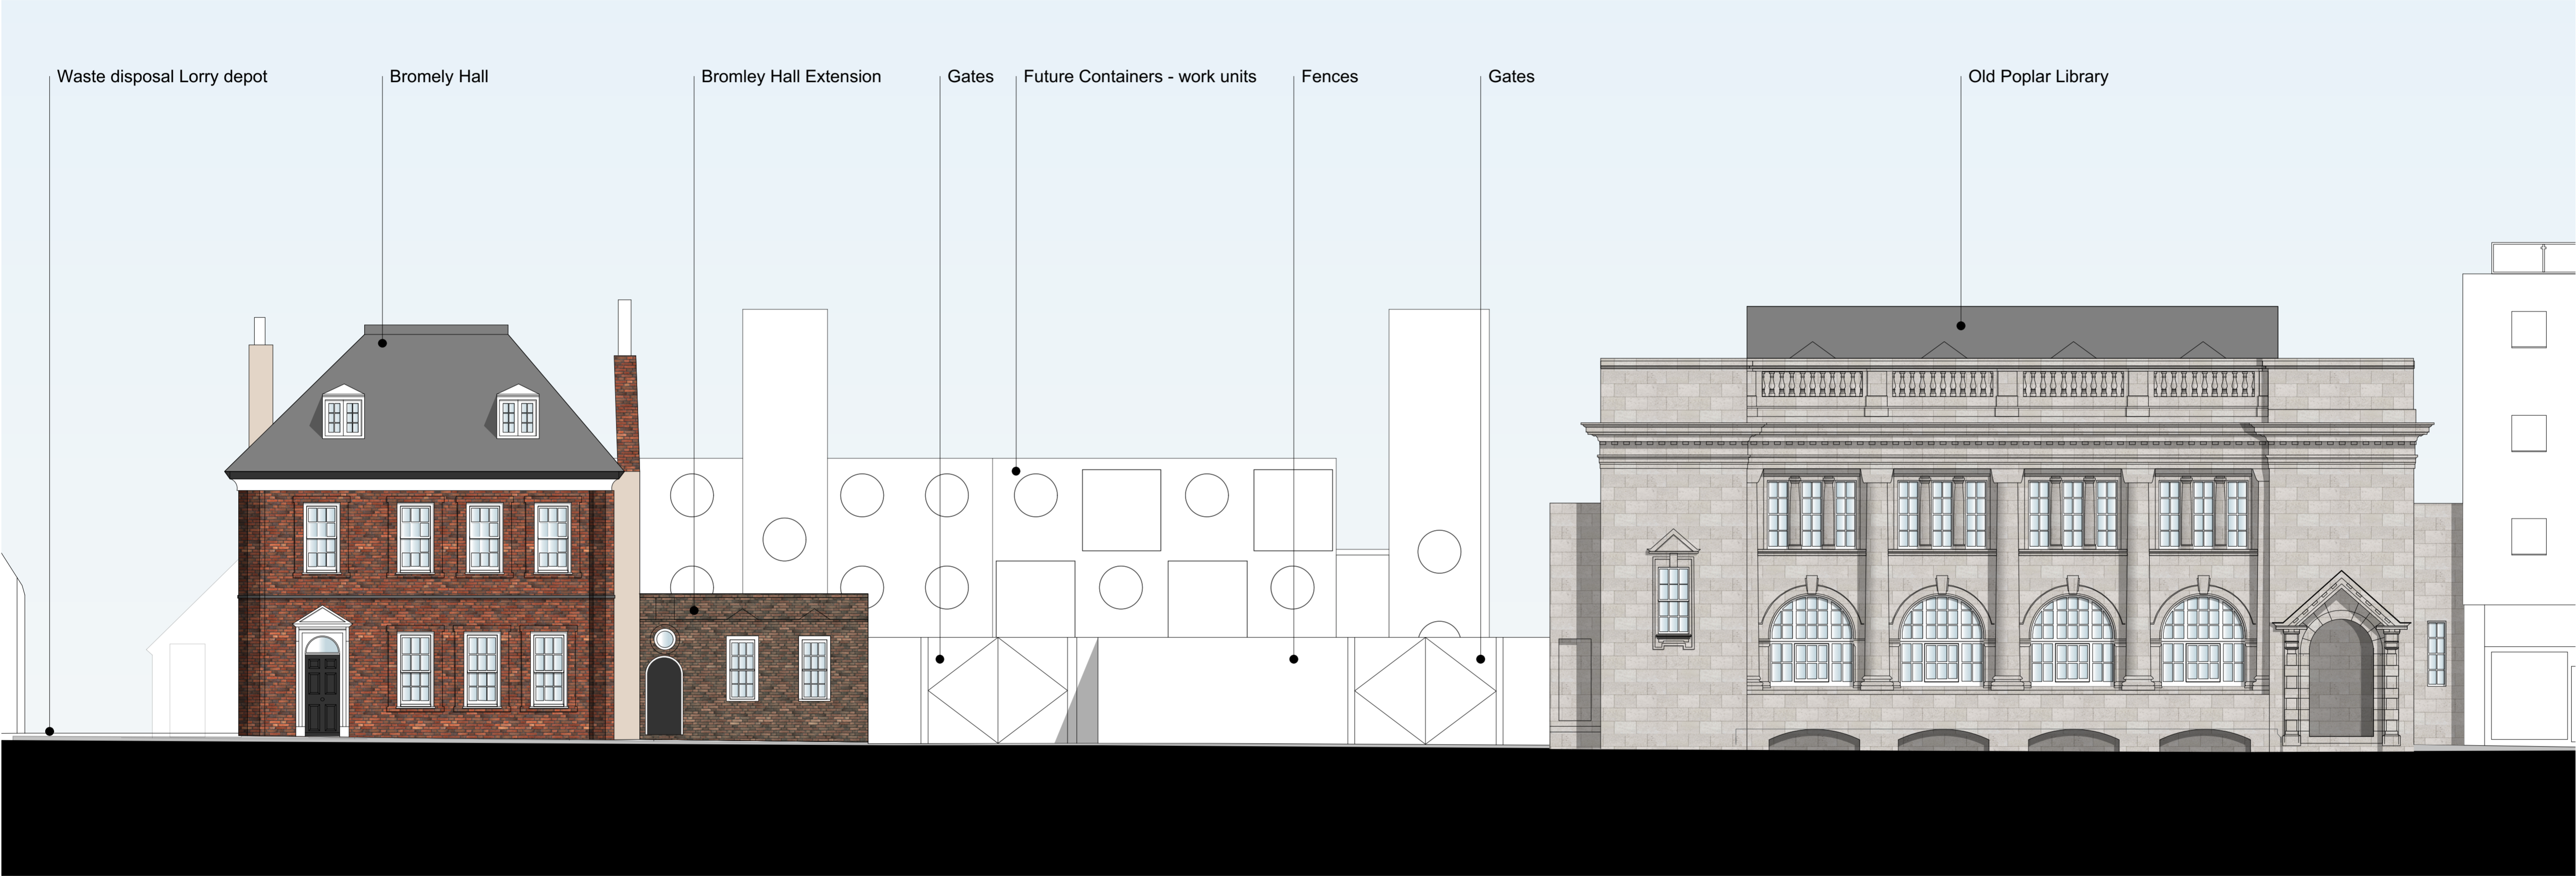 Waste disposal Lorry depot
Bromely Hall
Bromley Hall Extension
Gates
Future Containers - work units
Fences
Gates
Old Poplar Library